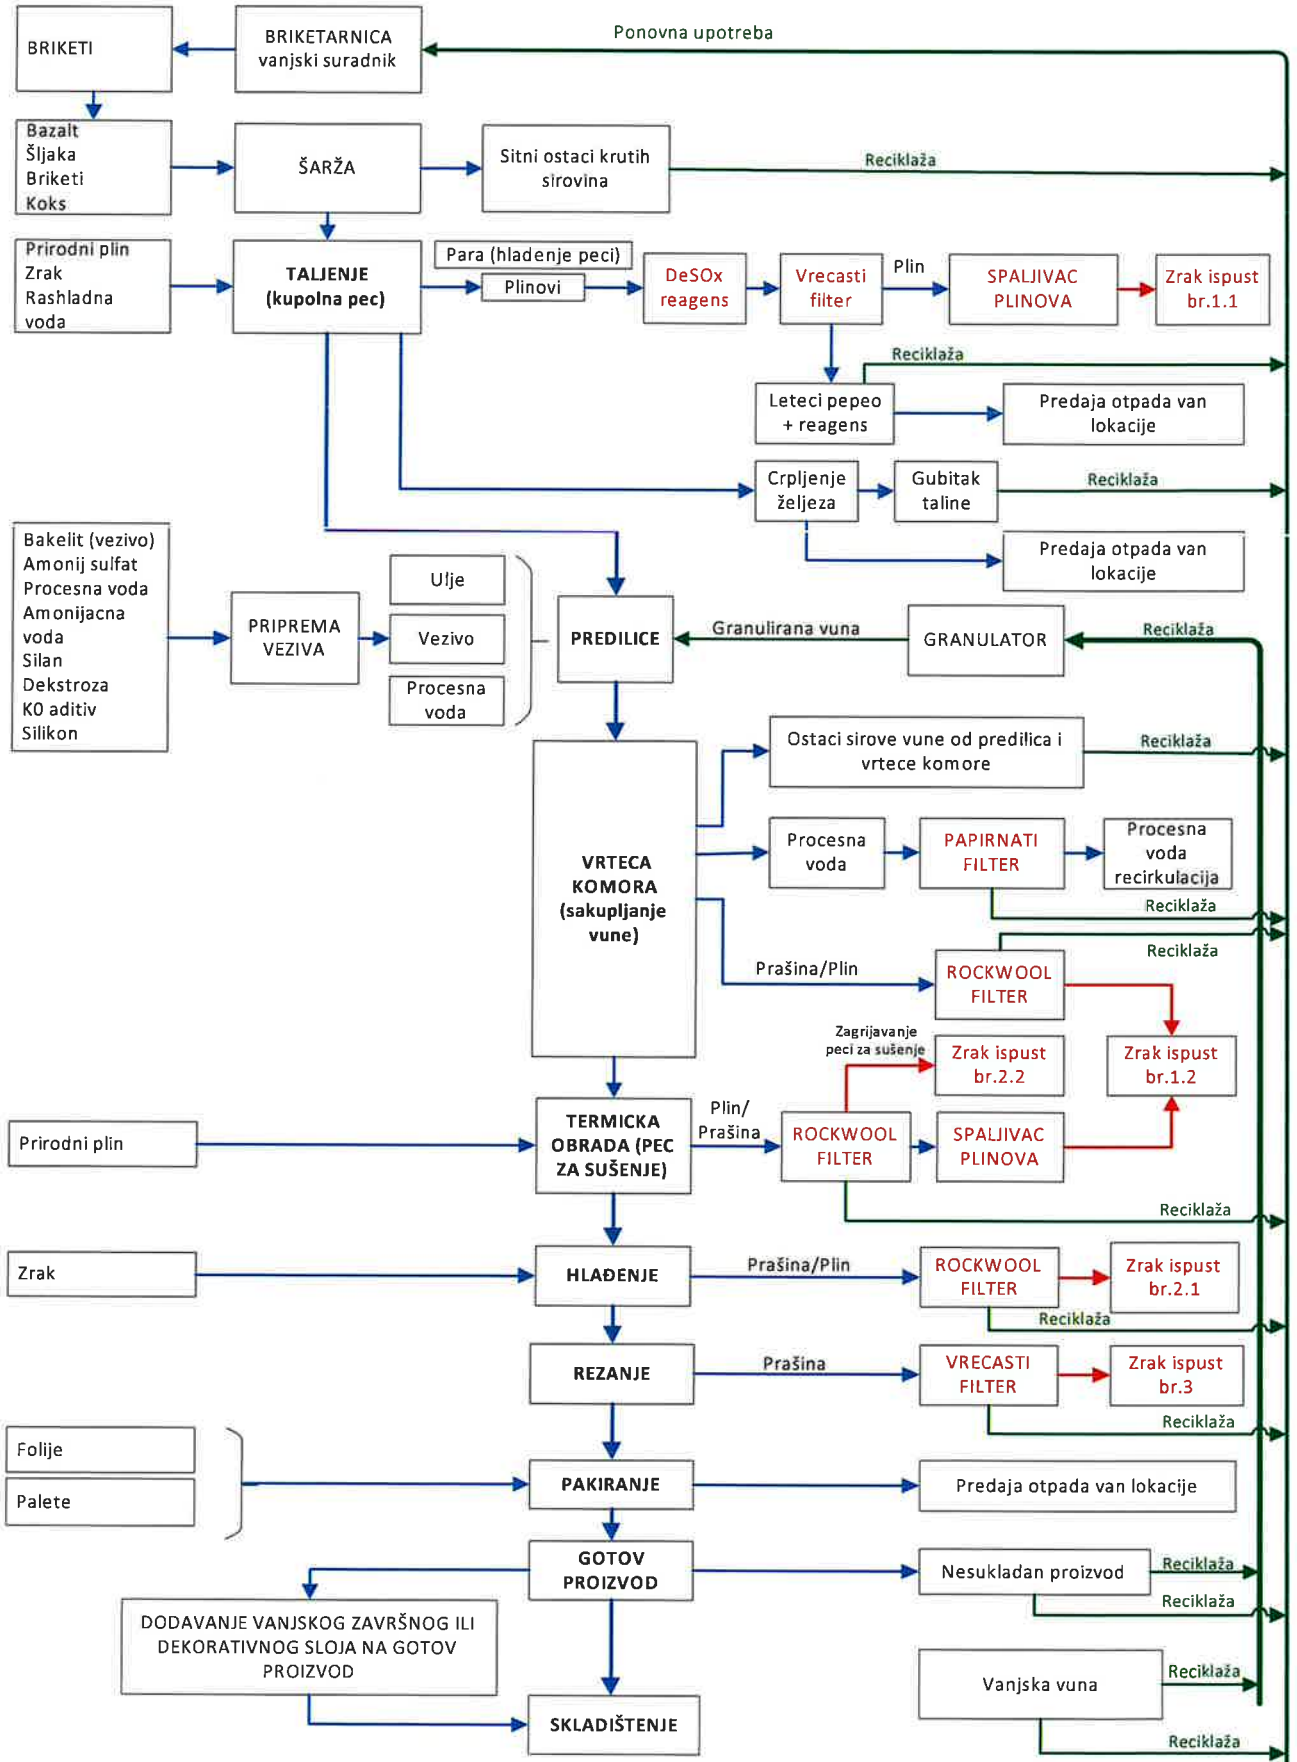 BRIKETI
BRIKETARNICA
vanjski suradnik
Ponovna upotreba
Bazalt
Šljaka
Briketi
Koks
ŠARŽA
Sitni ostaci krutih
sirovina
Reciklaža
Prirodni plin
Zrak
Rashladna
voda
TALJENJE
(kupolna pec)
Para (hladenje peci)
Plinovi
DeSOx
reagens
Vrecasti
filter
Plin
SPALJIVAC
PLINOVA
Zrak ispust
br.1.1
Reciklaža
Leteci pepeo
+ reagens
Predaja otpada van
lokacije
Crpljenje
željeza
Gubitak
taline
Reciklaža
Predaja otpada van
lokacije
Bakelit (vezivo)
Amonij sulfat
Procesna voda
Amonijacna
voda
Silan
Dekstroza
K0 aditiv
Silikon
PRIPREMA
VEZIVA
Ulje
Vezivo
Procesna
voda
PREDILICE
Granulirana vuna
GRANULATOR
Reciklaža
VRTECA
KOMORA
(sakupljanje
vune)
Ostaci sirove vune od predilica i
vrtece komore
Reciklaža
Procesna
voda
PAPIRNATI
FILTER
Procesna
voda
recirkulacija
Reciklaža
Reciklaža
Prašina/Plin
ROCKWOOL
FILTER
Zagrijavanje
peci za sušenje
Zrak ispust
br.2.2
Zrak ispust
br.1.2
Prirodni plin
TERMICKA
OBRADA (PEC
ZA SUŠENJE)
Plin/
Prašina
ROCKWOOL
FILTER
SPALJIVAC
PLINOVA
Reciklaža
Zrak
HLAĐENJE
Prašina/Plin
ROCKWOOL
FILTER
Zrak ispust
br.2.1
Reciklaža
REZANJE
Prašina
VRECASTI
FILTER
Zrak ispust
br.3
Reciklaža
Folije
Palete
PAKIRANJE
Predaja otpada van lokacije
GOTOV
PROIZVOD
Nesukladan proizvod
Reciklaža
Reciklaža
DODAVANJE VANJSKOG ZAVRŠNOG ILI
DEKORATIVNOG SLOJA NA GOTOV
PROIZVOD
Vanjska vuna
Reciklaža
SKLADIŠTENJE
Reciklaža